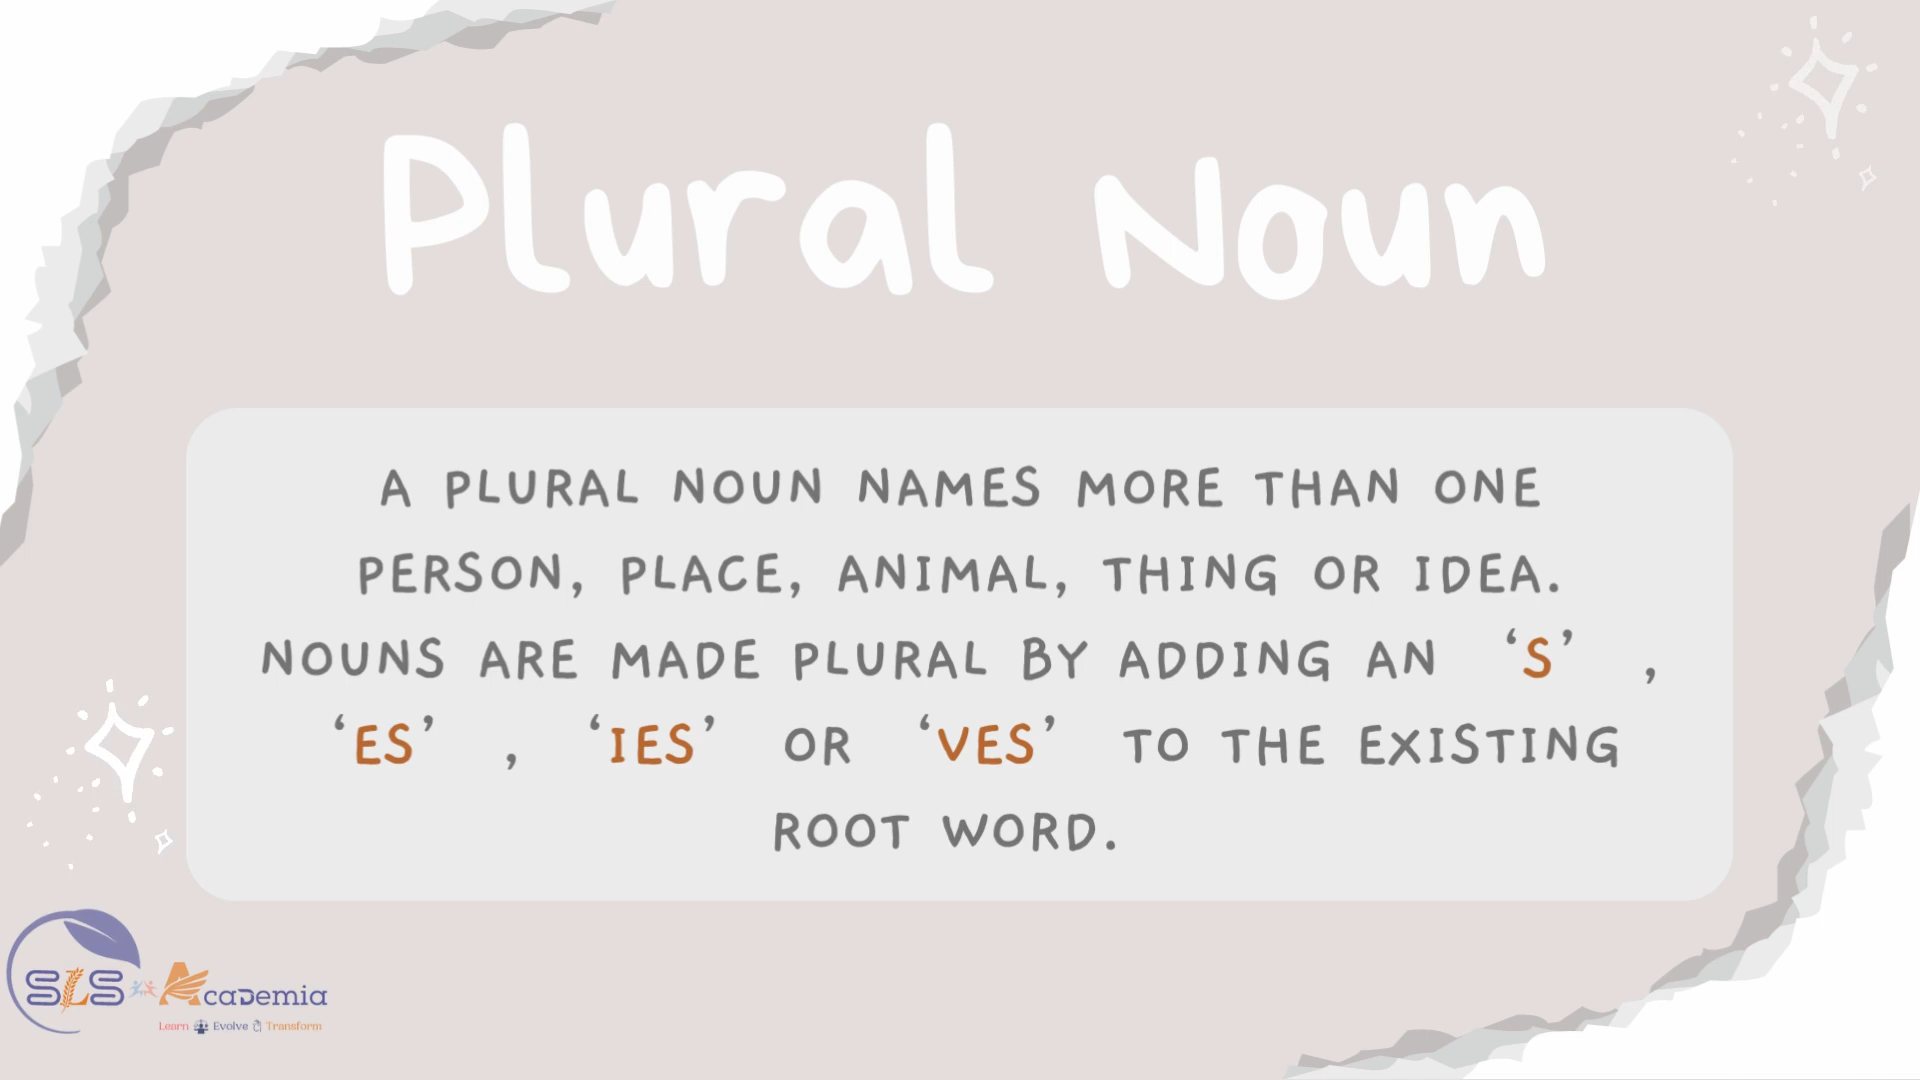 Plural Noun
A PLURAL NOUN NAMES MORE THAN ONE
PERSON, PLACE, ANIMAL, THING OR IDEA.
NOUNS ARE MADE PLURAL BY ADDING AN ‘S’ ,
‘ES’ , ‘IES’ OR ‘VES’ TO THE EXISTING
ROOT WORD.
SLS Academia
Learn Evolve Transform